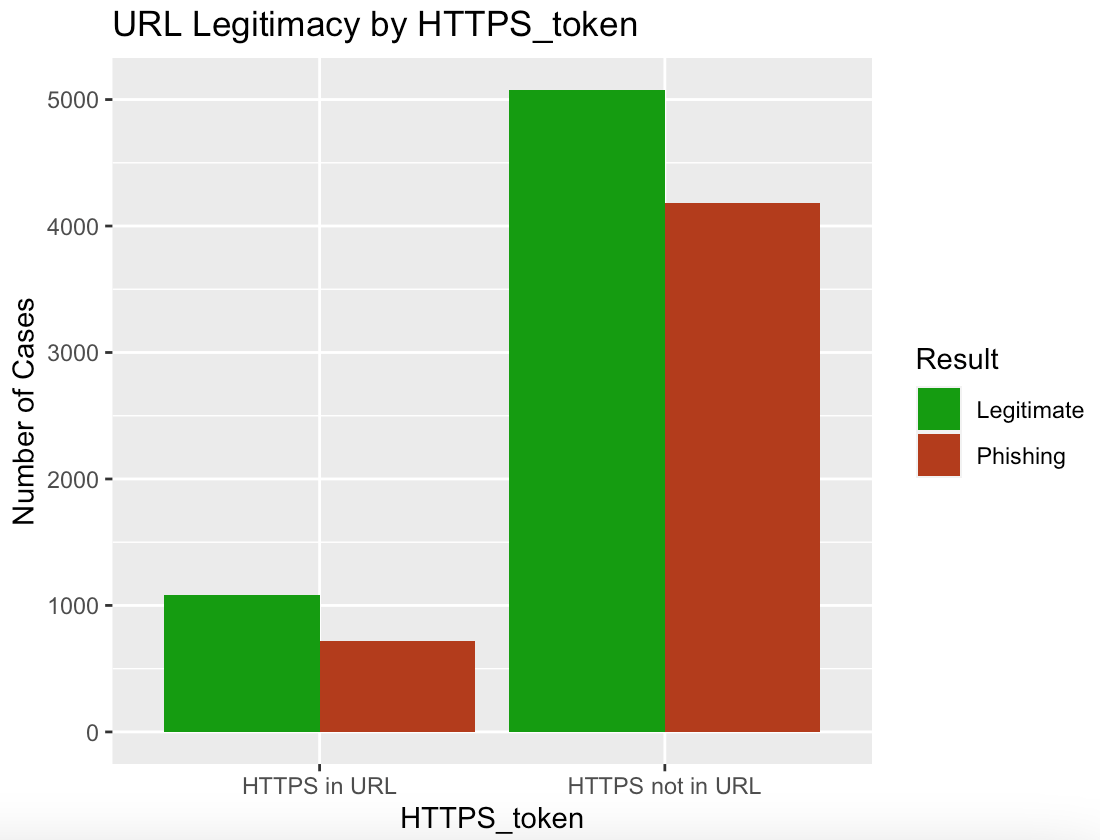 URL Legitimacy by HTTPS_token
5000
4000
3000
2000
1000
0
Number of Cases
HTTPS in URL
HTTPS not in URL
HTTPS_token
Result
Legitimate
Phishing